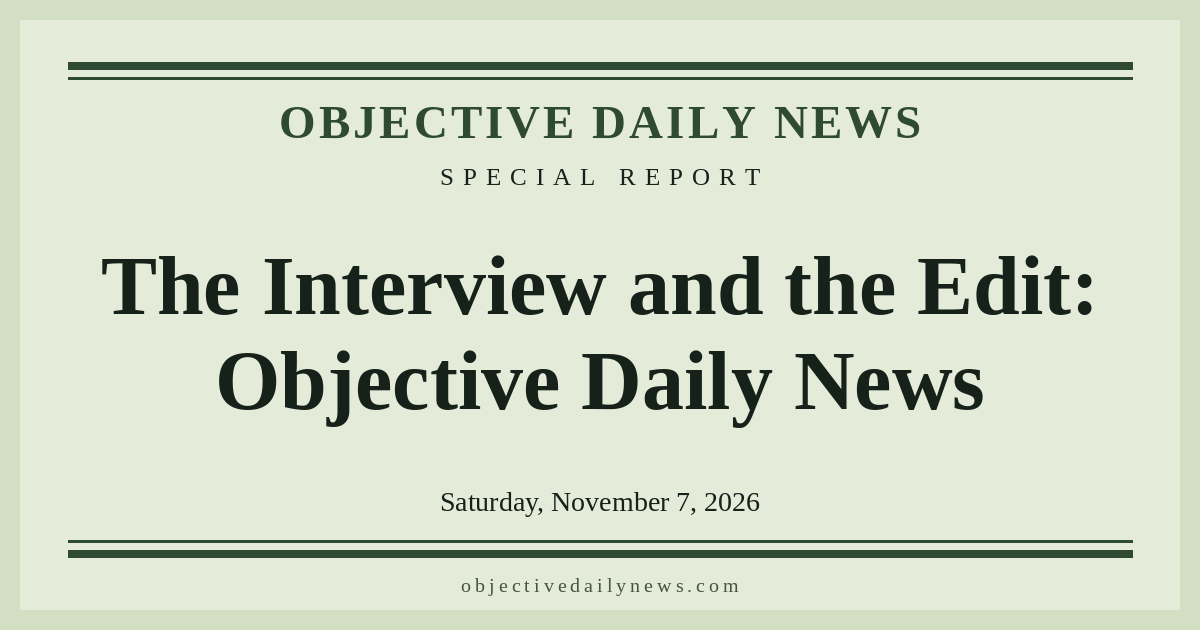 OBJECTIVE DAILY NEWS
SPECIAL REPORT
The Interview and the Edit:
Objective Daily News
Saturday, November 7, 2026
objectivedailynews.com